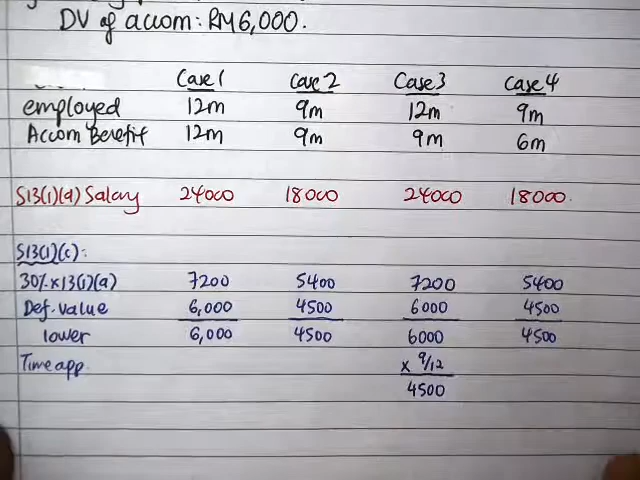 DV of accom: RM6,000.
Case 1 Case 2 Case 3 Case 4
employed 12m 9m 12m 9m
Accom Benefit 12m 9m 9m 6m
S13(1)(a) Salary 24000 18000 24000 18000.
S13(1)(c):
30% x 13(1)(a) 7200 5400 7200 5400
Def. value 6,000 4500 6000 4500
lower 6,000 4500 6000 4500
Time app x 9/12
4500